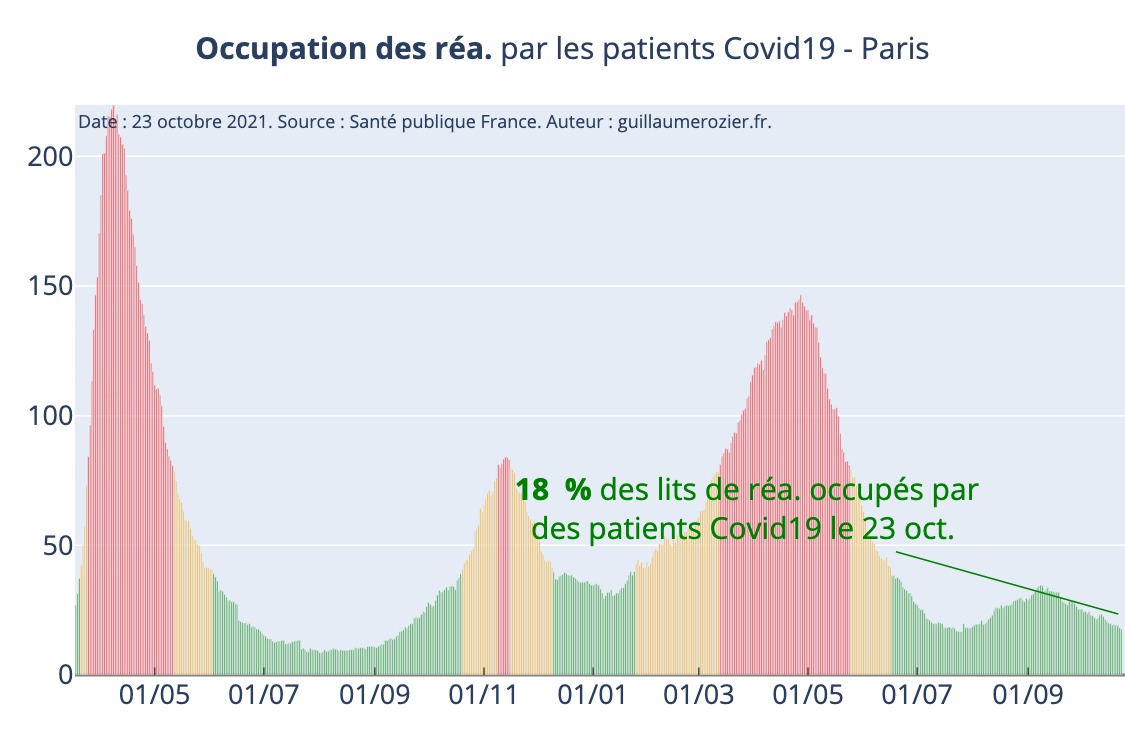 Occupation des réa. par les patients Covid19 - Paris
Date : 23 octobre 2021. Source : Santé publique France. Auteur : guillaumerozier.fr.
200
150
100
18 % des lits de réa. occupés par
des patients Covid19 le 23 oct.
50
0
01/05 01/07 01/09 01/11 01/01 01/03 01/05 01/07 01/09